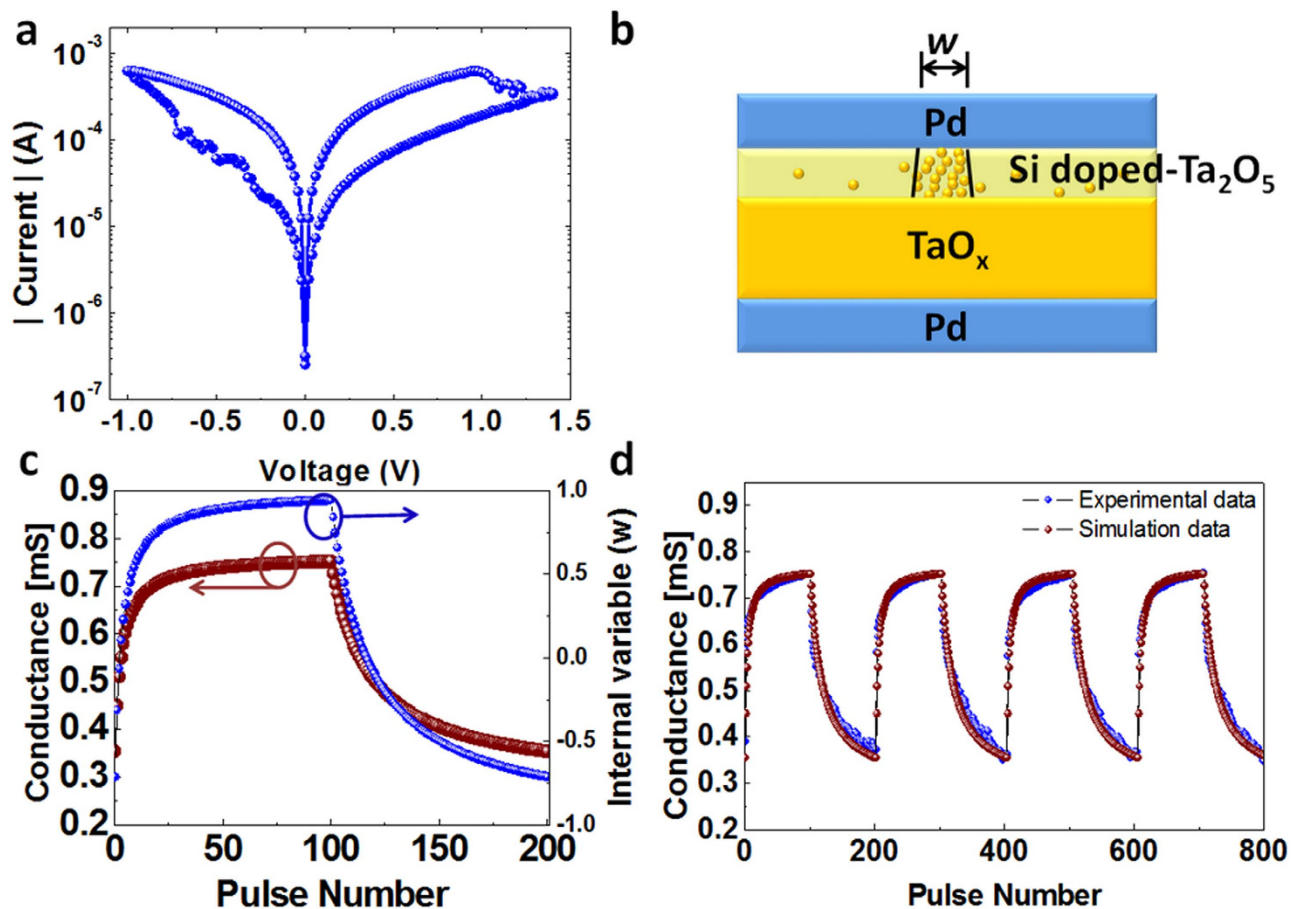 a
| Current | (A)
10-3
10-4
10-5
10-6
10-7
-1.0 -0.5 0.0 0.5 1.0 1.5
Voltage (V)
b
w
Pd
Si doped-Ta2O5
TaOx
Pd
c
Conductance [mS]
0.9
0.8
0.7
0.6
0.5
0.4
0.3
0.2
0 50 100 150 200
Pulse Number
1.0
0.5
0.0
-0.5
-1.0
Internal variable (w)
d
Conductance [mS]
0.9
0.8
0.7
0.6
0.5
0.4
0.3
0.2
0 200 400 600 800
Pulse Number
Experimental data
Simulation data